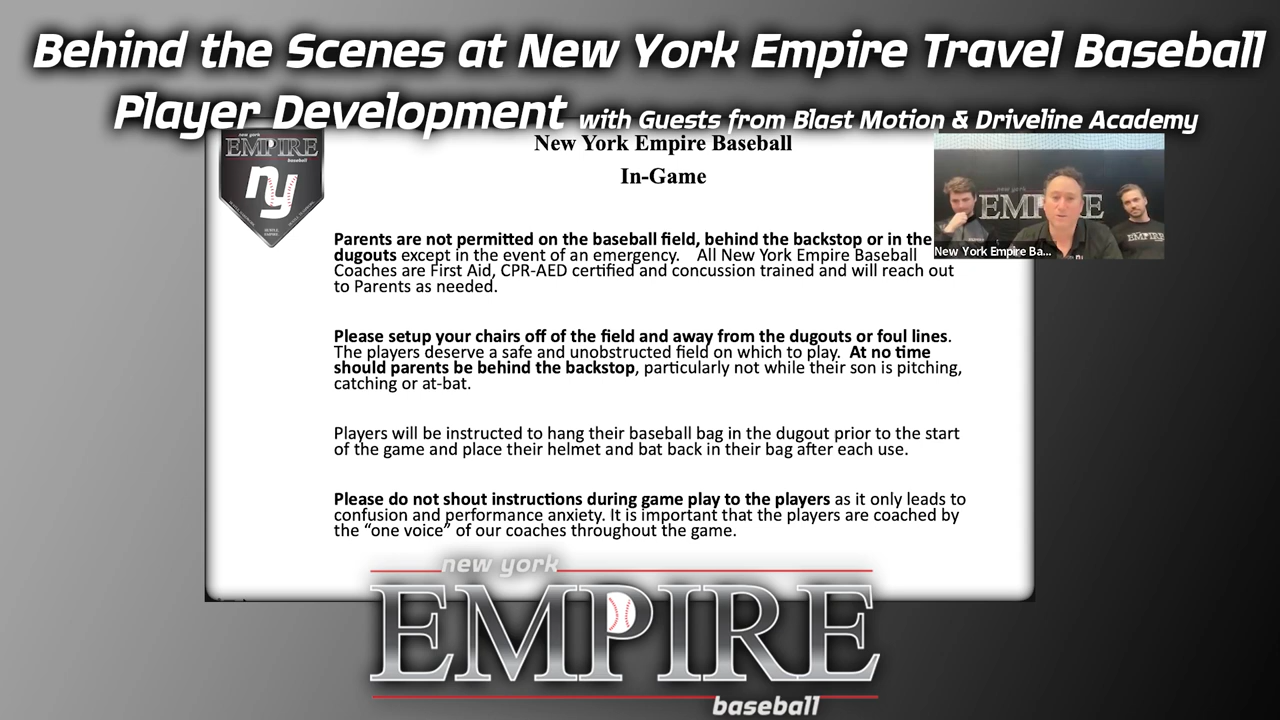 Behind the Scenes at New York Empire Travel Baseball
Player Development with Guests from Blast Motion & Driveline Academy
new york
EMPIRE
baseball
ny
New York Empire Baseball
In-Game
EMPIRE
EMPIRE
New York Empire Ba...
Parents are not permitted on the baseball field, behind the backstop or in the
dugouts except in the event of an emergency. All New York Empire Baseball
Coaches are First Aid, CPR-AED certified and concussion trained and will reach out
to Parents as needed.
Please setup your chairs off of the field and away from the dugouts or foul lines.
The players deserve a safe and unobstructed field on which to play. At no time
should parents be behind the backstop, particularly not while their son is pitching,
catching or at-bat.
Players will be instructed to hang their baseball bag in the dugout prior to the start
of the game and place their helmet and bat back in their bag after each use.
Please do not shout instructions during game play to the players as it only leads to
confusion and performance anxiety. It is important that the players are coached by
the “one voice” of our coaches throughout the game.
new york
EMPIRE
baseball